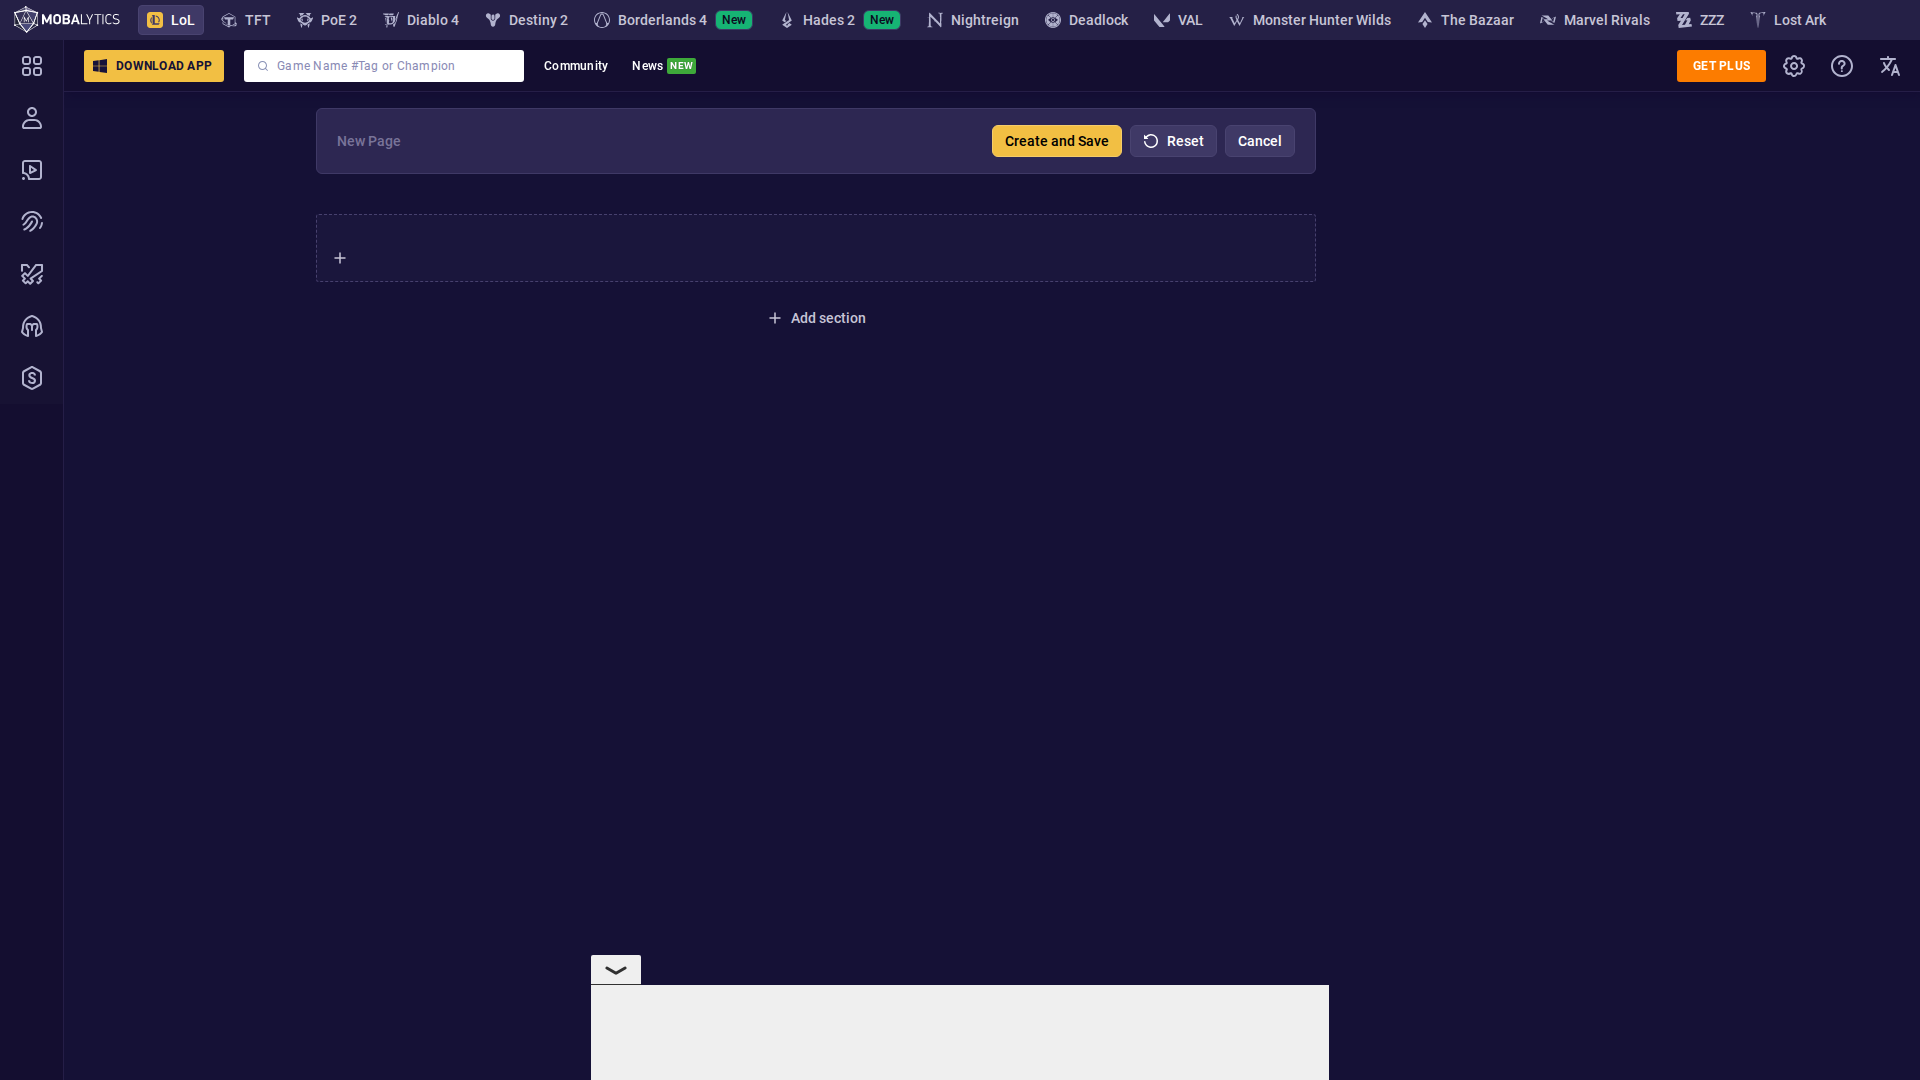 MOBALYTICS LoL TFT PoE 2 Diablo 4 Destiny 2 Borderlands 4 New Hades 2 New Nightreign Deadlock VAL Monster Hunter Wilds The Bazaar Marvel Rivals ZZZ Lost Ark
DOWNLOAD APP Game Name #Tag or Champion Community News NEW GET PLUS
New Page Create and Save Reset Cancel
Add section